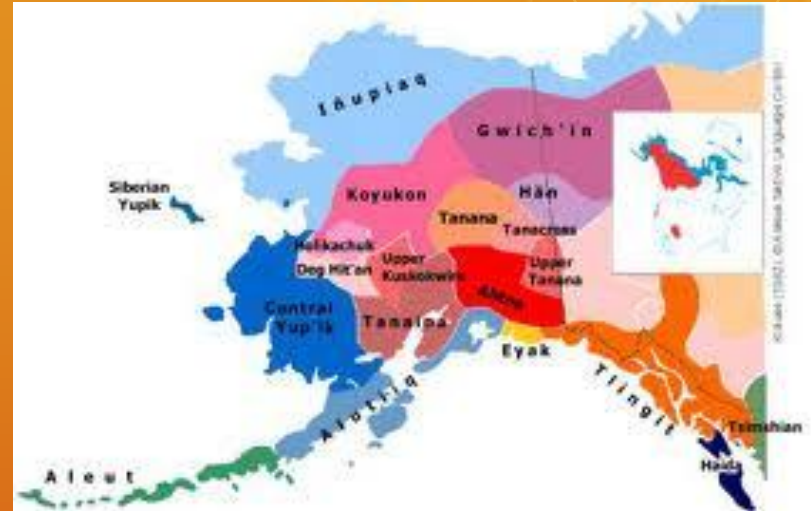 Iñupiaq
Gwich'in
Siberian
Yupik
Koyukon
Hän
Tanana
Tanacross
Holikachuk
Deg Hit'an
Upper
Kuskokwim
Upper
Tanana
Ahtna
Central
Yup'ik
Tanaina
Eyak
Alutiiq
Tlingit
Tsimshian
Haida
Aleut